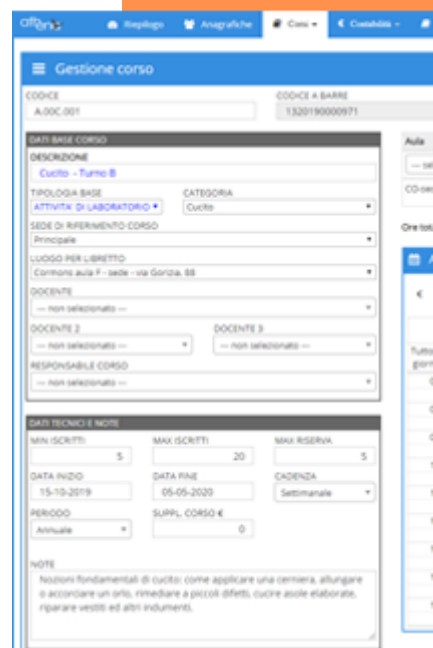 Riepilogo Anagrafiche Corsi € Contabilità
Gestione corso
CODICE CODICE A BARRE
A.00C.001 1320190000971
DATI BASE CORSO
DESCRIZIONE
Cucito - Turno B
TIPOLOGIA BASE CATEGORIA
ATTIVITA' DI LABORATORIO Cucito
SEDE DI RIFERIMENTO CORSO
Principale
LUOGO PER LIBRETTO
Cormons aula F - sede - via Gorizia, 88
DOCENTE
--- non selezionato ---
DOCENTE 2 DOCENTE 3
--- non selezionato --- --- non selezionato ---
RESPONSABILE CORSO
--- non selezionato ---
Aula
Ore
€
Tutto
DATI TECNICI E NOTE
MIN ISCRITTI MAX ISCRITTI MAX RISERVA
5 20 5
DATA INIZIO DATA FINE CADENZA
15-10-2019 05-05-2020 Settimanale
PERIODO SUPPL. CORSO €
Annuale 0
NOTE
Nozioni fondamentali di cucito: come applicare una cerniera, allungare
o accorciare un orlo, rimediare a piccoli difetti, cucire asole elaborate,
riparare vestiti ed altri indumenti.